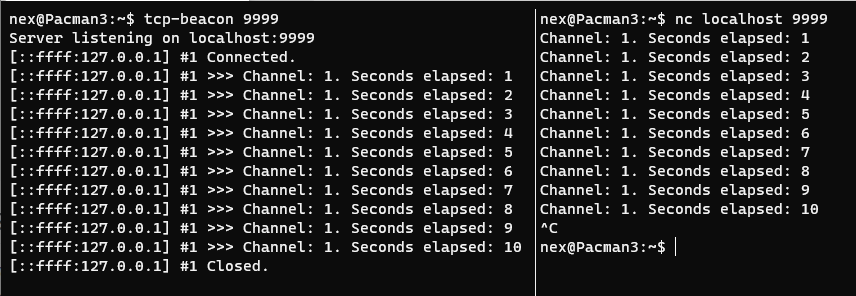 nex@Pacman3:~$ tcp-beacon 9999
Server listening on localhost:9999
[::ffff:127.0.0.1] #1 Connected.
[::ffff:127.0.0.1] #1 >>> Channel: 1. Seconds elapsed: 1
[::ffff:127.0.0.1] #1 >>> Channel: 1. Seconds elapsed: 2
[::ffff:127.0.0.1] #1 >>> Channel: 1. Seconds elapsed: 3
[::ffff:127.0.0.1] #1 >>> Channel: 1. Seconds elapsed: 4
[::ffff:127.0.0.1] #1 >>> Channel: 1. Seconds elapsed: 5
[::ffff:127.0.0.1] #1 >>> Channel: 1. Seconds elapsed: 6
[::ffff:127.0.0.1] #1 >>> Channel: 1. Seconds elapsed: 7
[::ffff:127.0.0.1] #1 >>> Channel: 1. Seconds elapsed: 8
[::ffff:127.0.0.1] #1 >>> Channel: 1. Seconds elapsed: 9
[::ffff:127.0.0.1] #1 >>> Channel: 1. Seconds elapsed: 10
[::ffff:127.0.0.1] #1 Closed.
nex@Pacman3:~$ nc localhost 9999
Channel: 1. Seconds elapsed: 1
Channel: 1. Seconds elapsed: 2
Channel: 1. Seconds elapsed: 3
Channel: 1. Seconds elapsed: 4
Channel: 1. Seconds elapsed: 5
Channel: 1. Seconds elapsed: 6
Channel: 1. Seconds elapsed: 7
Channel: 1. Seconds elapsed: 8
Channel: 1. Seconds elapsed: 9
Channel: 1. Seconds elapsed: 10
^C
nex@Pacman3:~$